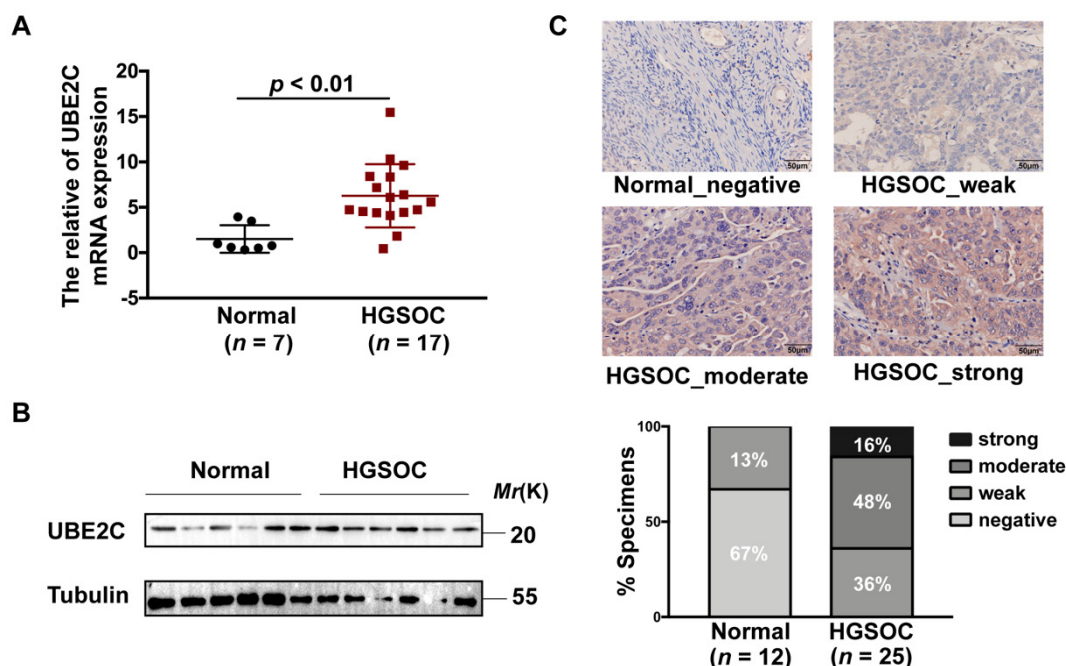 A
The relative of UBE2C
mRNA expression
20
15
10
5
0
-5
p < 0.01
Normal
(n = 7)
HGSOC
(n = 17)
B
Normal
HGSOC
Mr(K)
UBE2C
20
Tubulin
55
C
50µm
50µm
Normal_negative
HGSOC_weak
50µm
50µm
HGSOC_moderate
HGSOC_strong
% Specimens
100
50
0
13%
67%
16%
48%
36%
strong
moderate
weak
negative
Normal
(n = 12)
HGSOC
(n = 25)